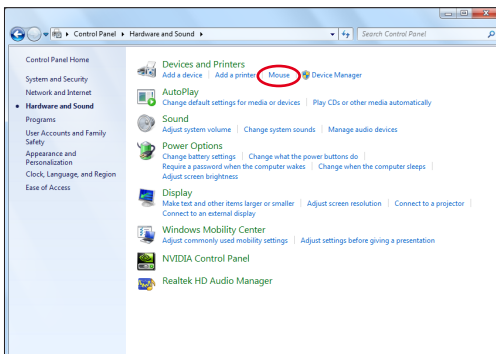 Control Panel ▸ Hardware and Sound ▸
Search Control Panel
Control Panel Home
System and Security
Network and Internet
Hardware and Sound
Programs
User Accounts and Family
Safety
Appearance and
Personalization
Clock, Language, and Region
Ease of Access
Devices and Printers
Add a device | Add a printer | Mouse | Device Manager
AutoPlay
Change default settings for media or devices | Play CDs or other media automatically
Sound
Adjust system volume | Change system sounds | Manage audio devices
Power Options
Change battery settings | Change what the power buttons do |
Require a password when the computer wakes | Change when the computer sleeps |
Adjust screen brightness
Display
Make text and other items larger or smaller | Adjust screen resolution | Connect to a projector |
Connect to an external display
Windows Mobility Center
Adjust commonly used mobility settings | Adjust settings before giving a presentation
NVIDIA Control Panel
Realtek HD Audio Manager